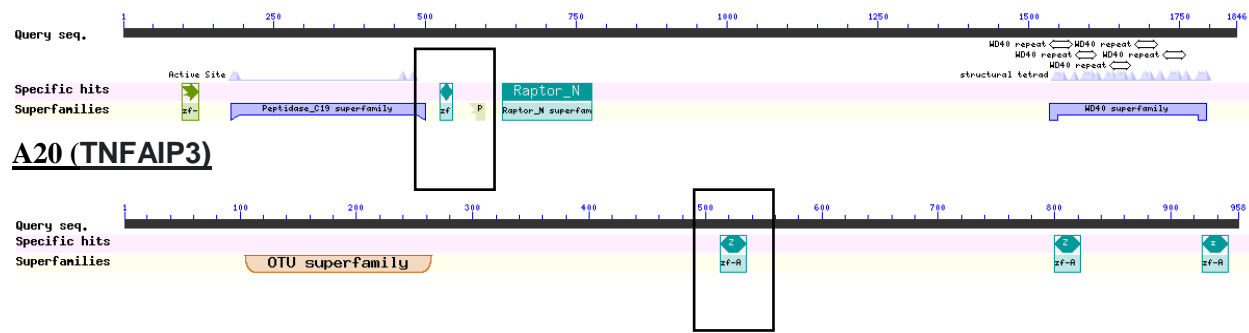 1 250 500 750 1000 1250 1500 1750 1846
Query seq.
WD40 repeat WD40 repeat
WD40 repeat WD40 repeat
WD40 repeat
Active Site structural tetrad
Specific hits Raptor_N
zf- Peptidase_C19 superfamily zf P Raptor_N superfam WD40 superfamily
Superfamilies
A20 (TNFAIP3)
1 100 200 300 400 500 600 700 800 900 958
Query seq.
Specific hits Z Z Z
Superfamilies OTU superfamily zf-A zf-A zf-A